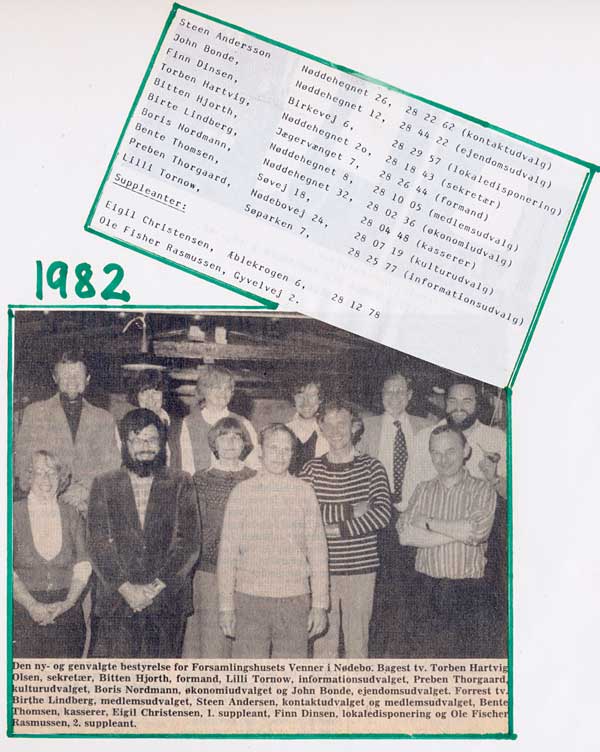 Steen Andersson Nøddehegnet 26, 28 22 62 (kontaktudvalg)
John Bonde, Nøddehegnet 12, 28 44 22 (ejendomsudvalg)
Finn Dinsen, Birkevej 6, 28 29 57 (lokaledisponering)
Torben Hartvig, Nøddehegnet 2o, 28 18 43 (sekretær)
Bitten Hjorth, Jægervænget 7, 28 26 44 (formand)
Birte Lindberg, Nøddehegnet 8, 28 10 05 (medlemsudvalg)
Boris Nordmann, Nøddehegnet 32, 28 02 36 (økonomiudvalg)
Bente Thomsen, Søvej 18, 28 04 48 (kasserer)
Preben Thorgaard, Nødebovej 24, 28 07 19 (kulturudvalg)
Lilli Tornow, Søparken 7, 28 25 77 (informationsudvalg)
Suppleanter:
Eigil Christensen, Æblekrogen 6, 28 12 78
Ole Fisher Rasmussen, Gyvelvej 2.
1982
Den ny- og genvalgte bestyrelse for Forsamlingshusets Venner i Nødebo. Bagest tv. Torben Hartvig
Olsen, sekretær, Bitten Hjorth, formand, Lilli Tornow, informationsudvalget, Preben Thorgaard,
kulturudvalget, Boris Nordmann, økonomiudvalget og John Bonde, ejendomsudvalget. Forrest tv.
Birthe Lindberg, medlemsudvalget, Steen Andersen, kontaktudvalget og medlemsudvalget, Bente
Thomsen, kasserer, Eigil Christensen, 1. suppleant, Finn Dinsen, lokaledisponering og Ole Fischer
Rasmussen, 2. suppleant.